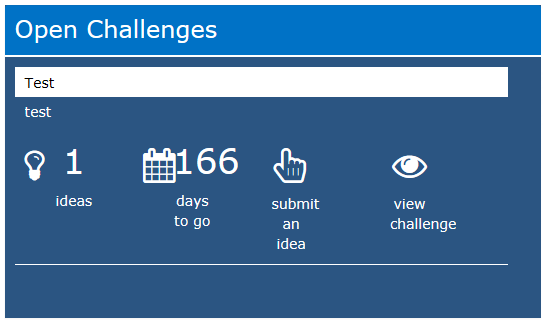 Open Challenges
Test
test
1 166
ideas days submit view
to go an challenge
idea